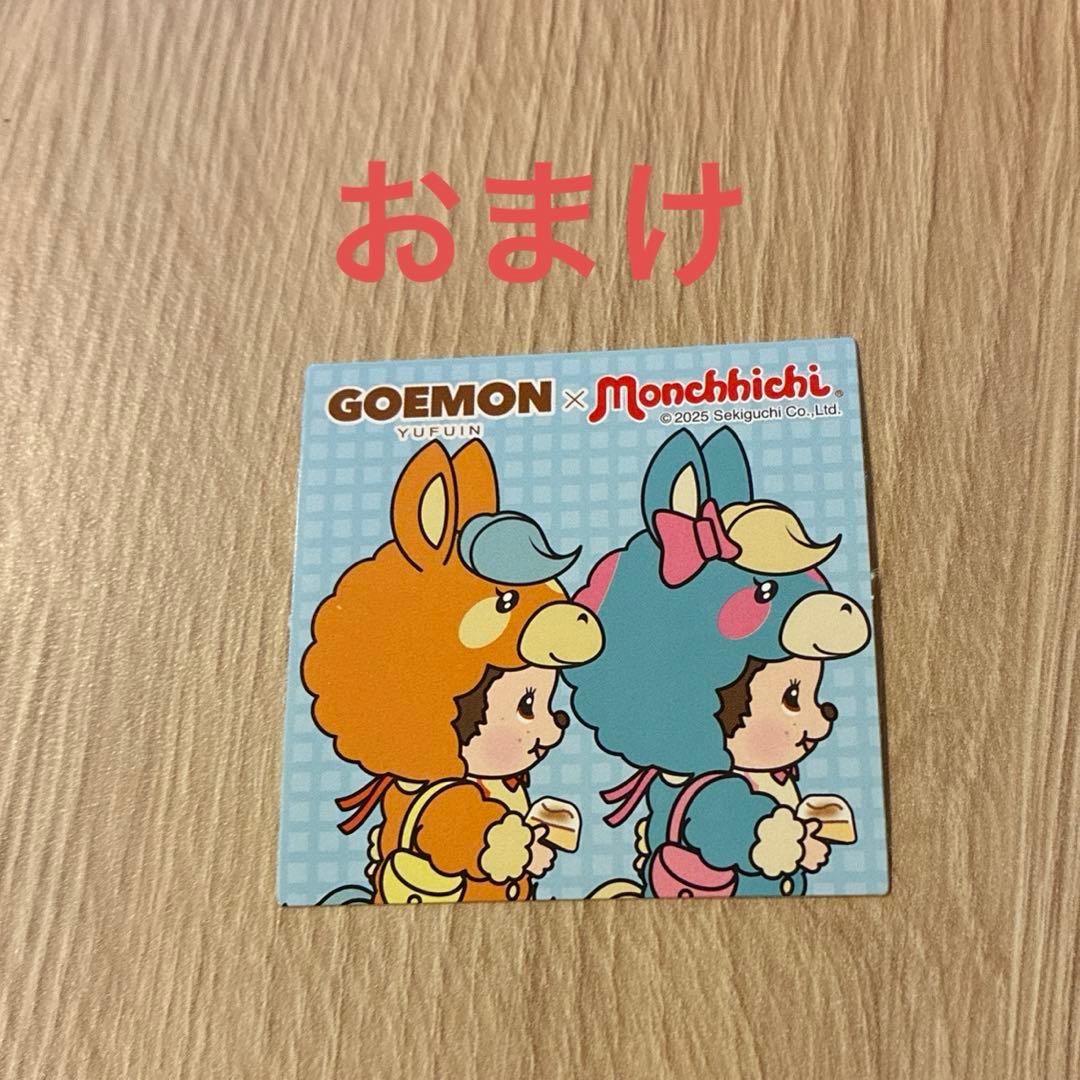 おまけ
GOEMON × Monchhichi®
YUFUIN ©2025 Sekiguchi Co.,Ltd.